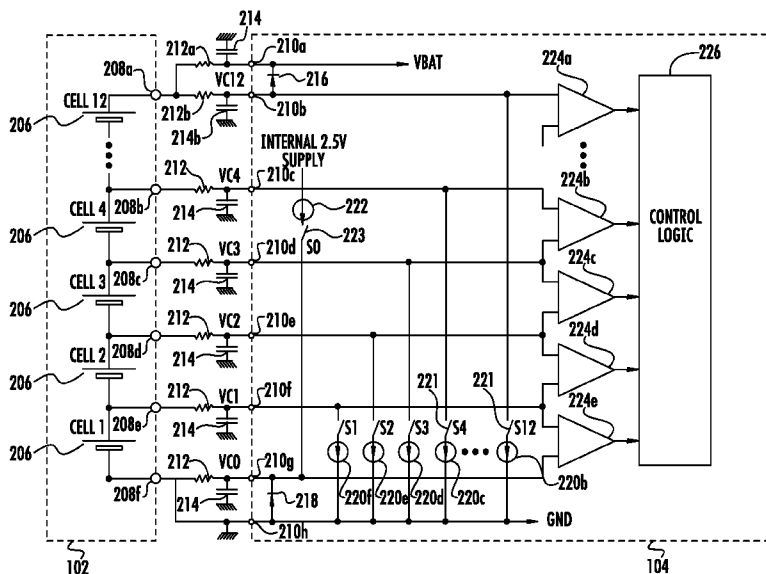 214
212a
210a
224a
226
208a
VBAT
VC12
216
CELL 12
212b
210b
206
214b
INTERNAL 2.5V
SUPPLY
212
VC4
210c
224b
CONTROL
LOGIC
CELL 4
208b
214
222
206
212
VC3
210d
S0
223
224c
CELL 3
208c
214
206
212
VC2
210e
224d
CELL 2
208d
214
206
212
VC1
210f
221
221
224e
CELL 1
208e
214
S1
S2
S3
S4
S12
206
212
VC0
210g
208f
214
218
220f
220e
220d
220c
220b
GND
210h
102
104